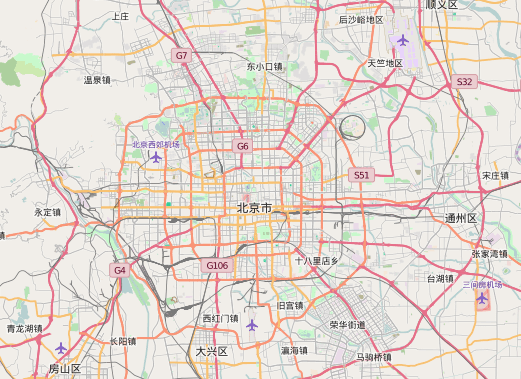 顺义区
上庄
后沙峪地区
G7
天竺地区
东小口镇
温泉镇
S32
北京西郊机场
G6
S51
宋庄镇
北京市
永定镇
通州区
镇
张家湾镇
十八里店乡
G4
G106
台湖镇
三间房机场
旧宫镇
西红门镇
荣华街道
青龙湖镇
长阳镇
大兴区
瀛海镇
马驹桥镇
房山区